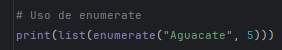 # Uso de enumerate
print(list(enumerate("Aguacate", 5)))